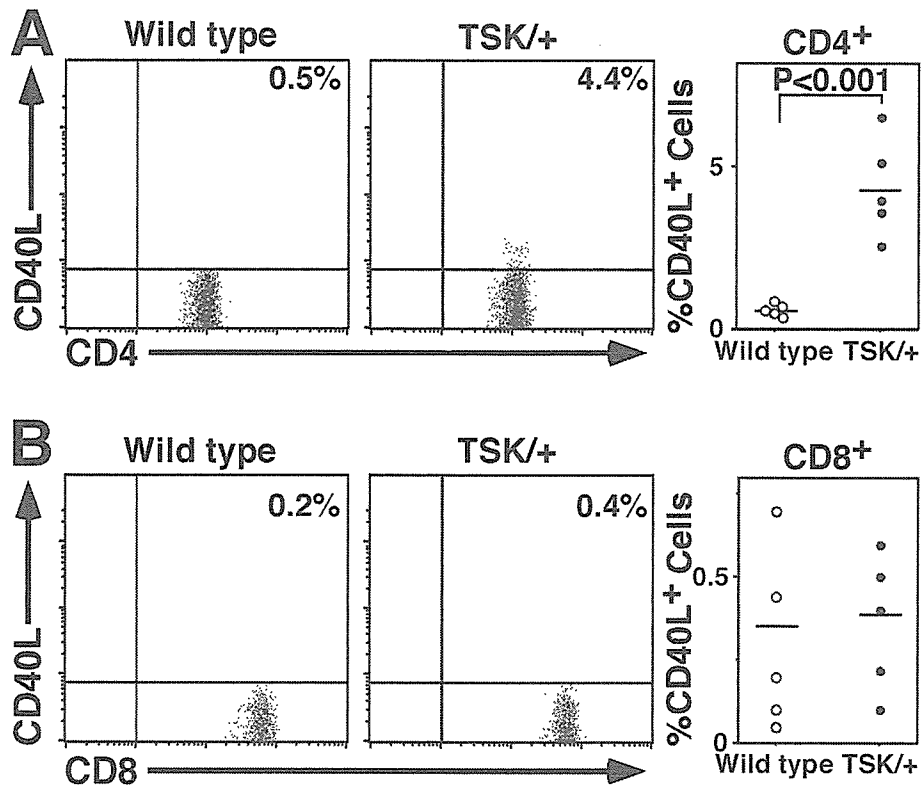 A
Wild type
TSK/+
CD4+
0.5%
4.4%
P<0.001
CD40L
%CD40L+ Cells
5
0
CD4
Wild type TSK/+
B
Wild type
TSK/+
CD8+
0.2%
0.4%
CD40L
%CD40L+ Cells
0.5
0
CD8
Wild type TSK/+